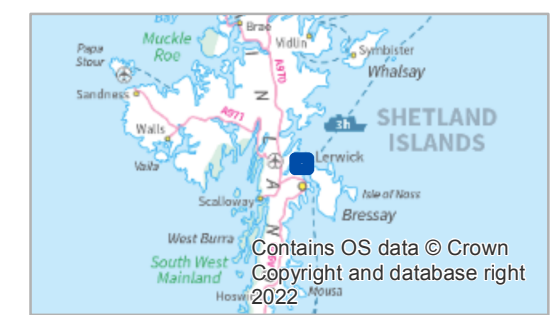 Bay
Brae
Muckle
Roe
Vidlin
Papa
Stour
Symbister
Whalsay
A970
Sandness
A971
Walls
3h
SHETLAND
ISLANDS
Vaila
Lerwick
I N L A N
Isle of Noss
Scalloway
Bressay
West Burra
South West
Mainland
Contains OS data © Crown
Copyright and database right
2022
Hoswi
Mousa